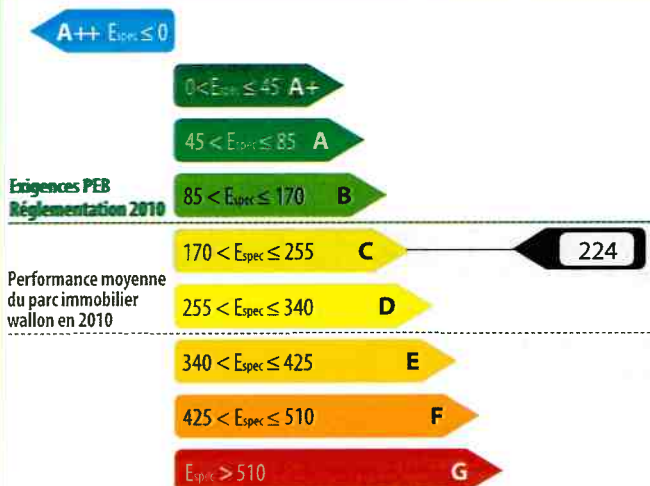 A++ Espec ≤ 0
0 < Espec ≤ 45 A+
45 < Espec ≤ 85 A
Exigences PEB
Réglementation 2010
85 < Espec ≤ 170 B
170 < Espec ≤ 255 C
224
Performance moyenne
du parc immobilier
wallon en 2010
255 < Espec ≤ 340 D
340 < Espec ≤ 425 E
425 < Espec ≤ 510 F
Espec > 510 G